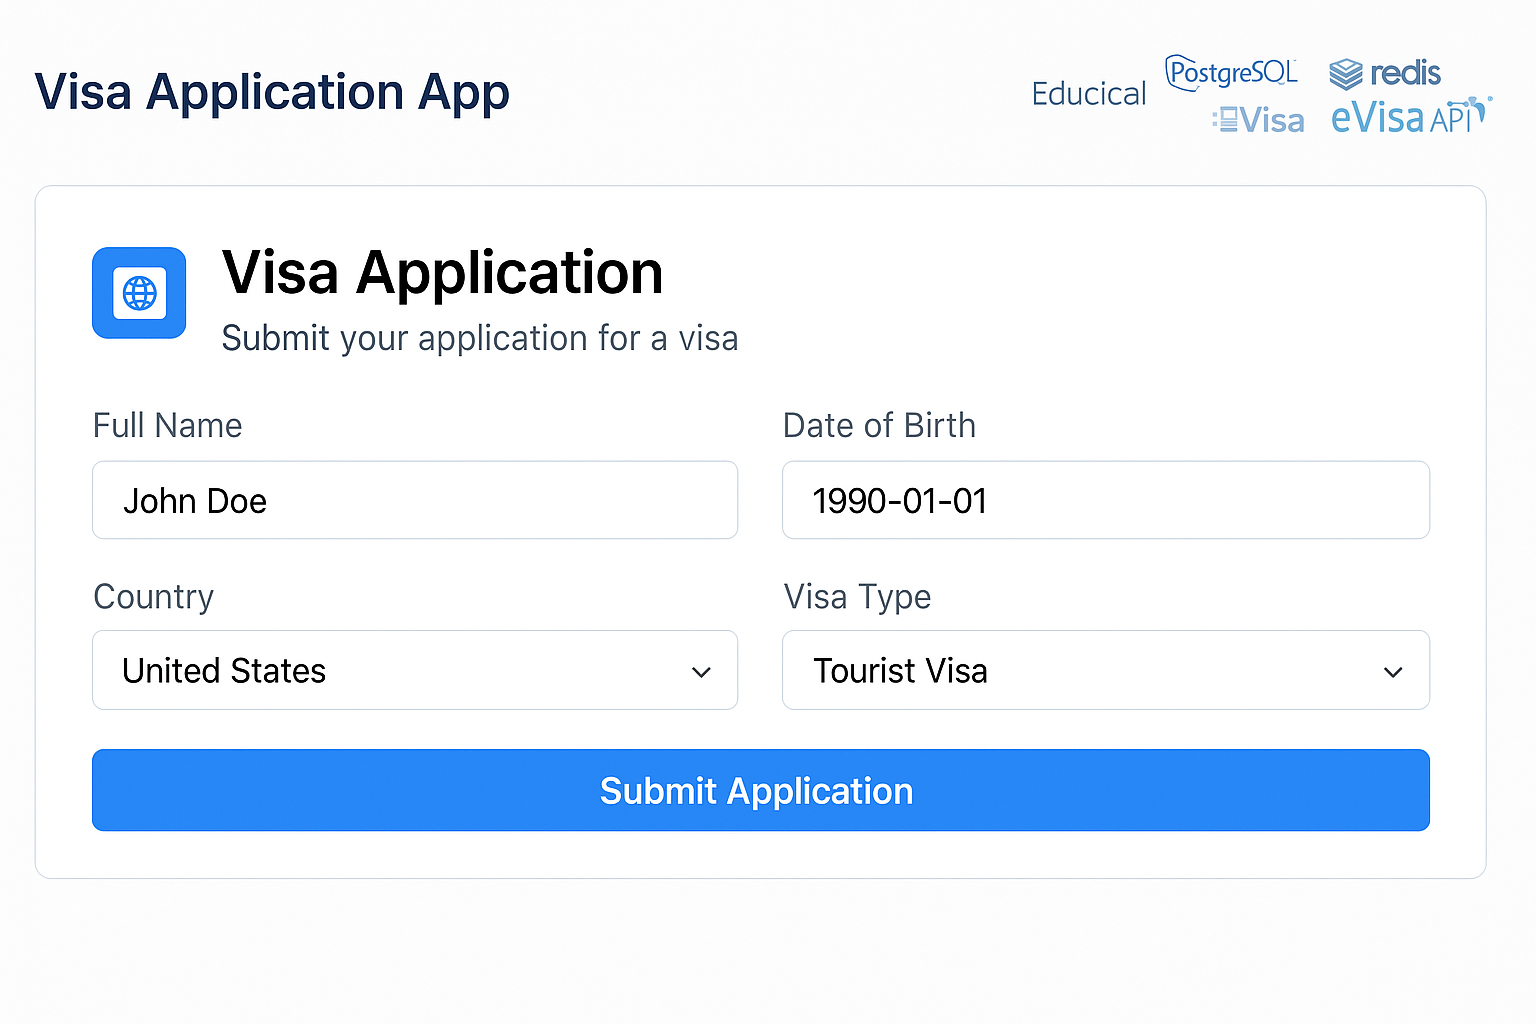 Visa Application App
Educical
PostgreSQL
redis
Visa
eVisa API
Visa Application
Submit your application for a visa
Full Name
Date of Birth
John Doe
1990-01-01
Country
Visa Type
United States
Tourist Visa
Submit Application